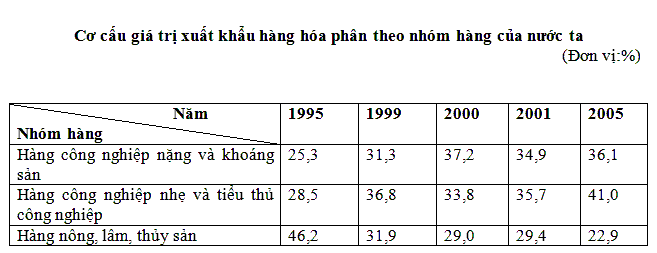 Cơ cấu giá trị xuất khẩu hàng hóa phân theo nhóm hàng của nước ta
(Đơn vị:%)
Năm 1995 1999 2000 2001 2005
Nhóm hàng
Hàng công nghiệp nặng và khoáng 25,3 31,3 37,2 34,9 36,1
sản
Hàng công nghiệp nhẹ và tiểu thủ 28,5 36,8 33,8 35,7 41,0
công nghiệp
Hàng nông, lâm, thủy sản 46,2 31,9 29,0 29,4 22,9